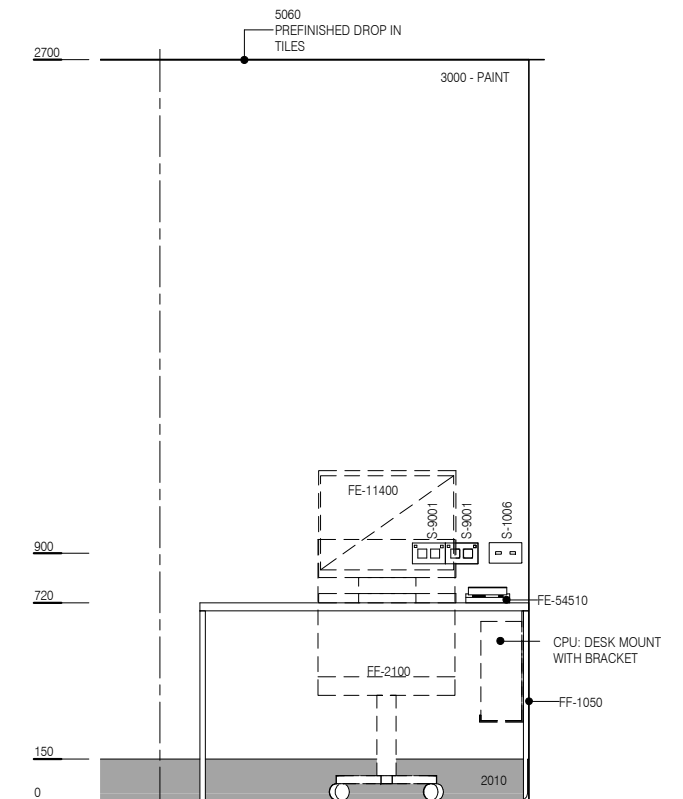 5060
PREFINISHED DROP IN
TILES
2700
3000 - PAINT
FE-11400
S-9001
S-9001
S-1006
900
720
FE-54510
CPU: DESK MOUNT
WITH BRACKET
FF-2100
FF-1050
150
2010
0